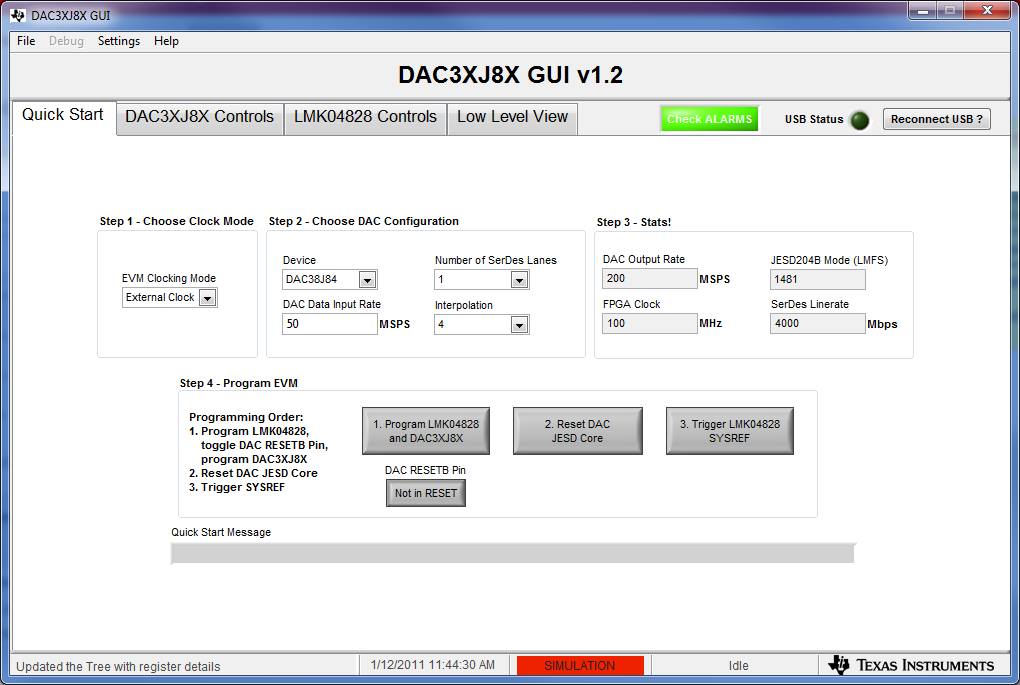 DAC3XJ8X GUI
File Debug Settings Help
DAC3XJ8X GUI v1.2
Quick Start DAC3XJ8X Controls LMK04828 Controls Low Level View Check ALARMS USB Status Reconnect USB ?
Step 1 - Choose Clock Mode
EVM Clocking Mode
External Clock
Step 2 - Choose DAC Configuration
Device Number of SerDes Lanes
DAC38J84 1
DAC Data Input Rate Interpolation
50 MSPS 4
Step 3 - Stats!
DAC Output Rate JESD204B Mode (LMFS)
200 MSPS 1481
FPGA Clock SerDes Linerate
100 MHz 4000 Mbps
Step 4 - Program EVM
Programming Order:
1. Program LMK04828,
toggle DAC RESETB Pin,
program DAC3XJ8X
2. Reset DAC JESD Core
3. Trigger SYSREF
1. Program LMK04828
and DAC3XJ8X
2. Reset DAC
JESD Core
3. Trigger LMK04828
SYSREF
DAC RESETB Pin
Not in RESET
Quick Start Message
Updated the Tree with register details 1/12/2011 11:44:30 AM SIMULATION Idle TEXAS INSTRUMENTS